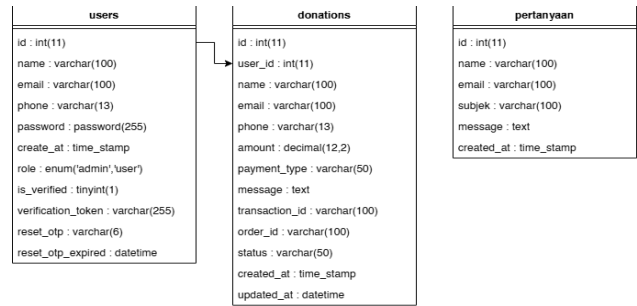 users
id : int(11)
name : varchar(100)
email : varchar(100)
phone : varchar(13)
password : password(255)
create_at : time_stamp
role : enum('admin','user')
is_verified : tinyint(1)
verification_token : varchar(255)
reset_otp : varchar(6)
reset_otp_expired : datetime
donations
id : int(11)
user_id : int(11)
name : varchar(100)
email : varchar(100)
phone : varchar(13)
amount : decimal(12,2)
payment_type : varchar(50)
message : text
transaction_id : varchar(100)
order_id : varchar(100)
status : varchar(50)
created_at : time_stamp
updated_at : datetime
pertanyaan
id : int(11)
name : varchar(100)
email : varchar(100)
subjek : varchar(100)
message : text
created_at : time_stamp